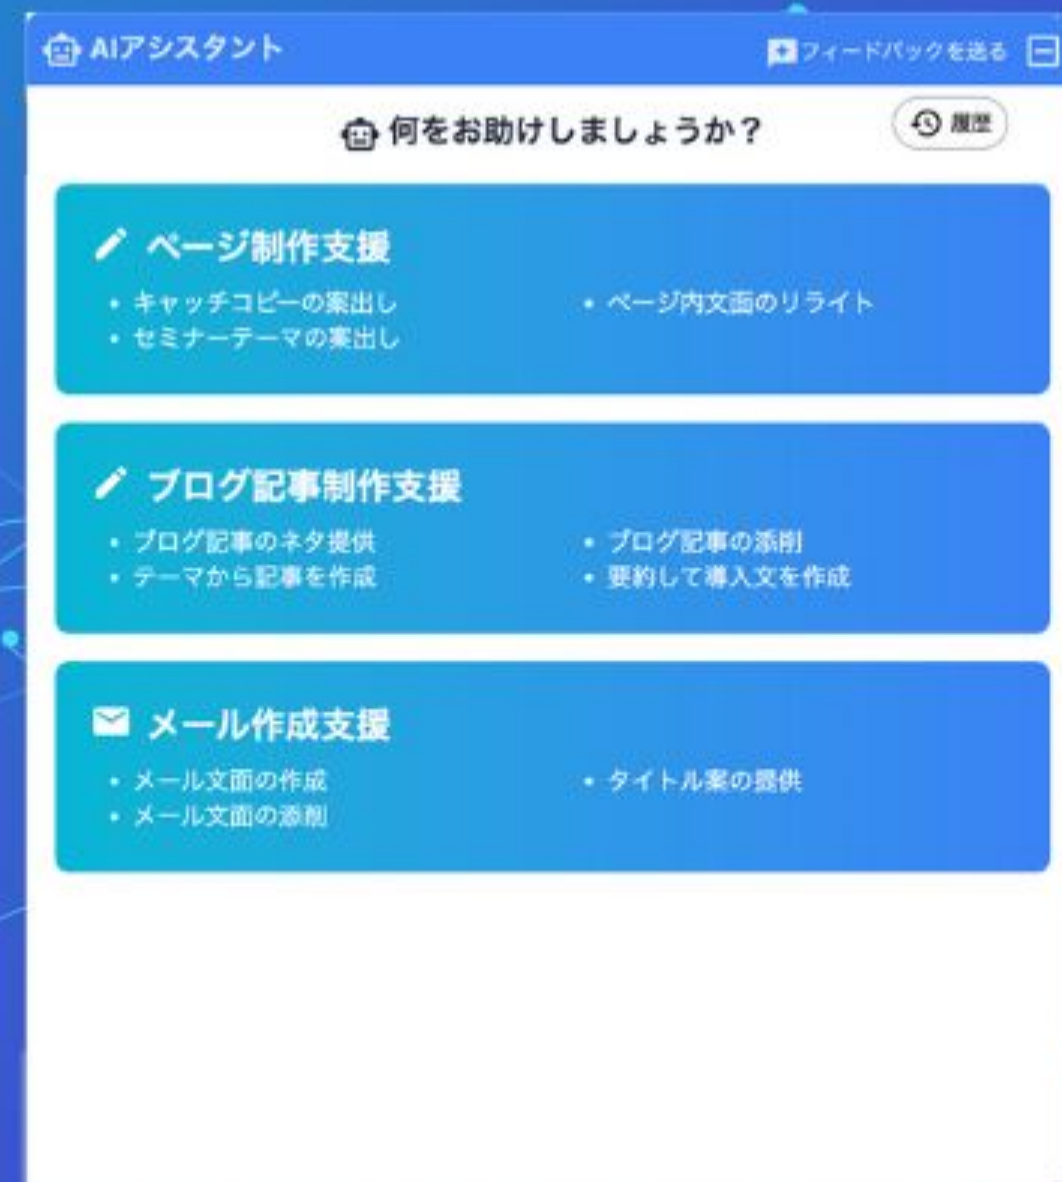 AIアシスタント
フィードバックを送る
何をお助けしましょうか？
履歴
ページ制作支援
• キャッチコピーの案出し
• ページ内文面のリライト
• セミナーテーマの案出し
ブログ記事制作支援
• ブログ記事のネタ提供
• ブログ記事の添削
• テーマから記事を作成
• 要約して導入文を作成
メール作成支援
• メール文面の作成
• タイトル案の提供
• メール文面の添削